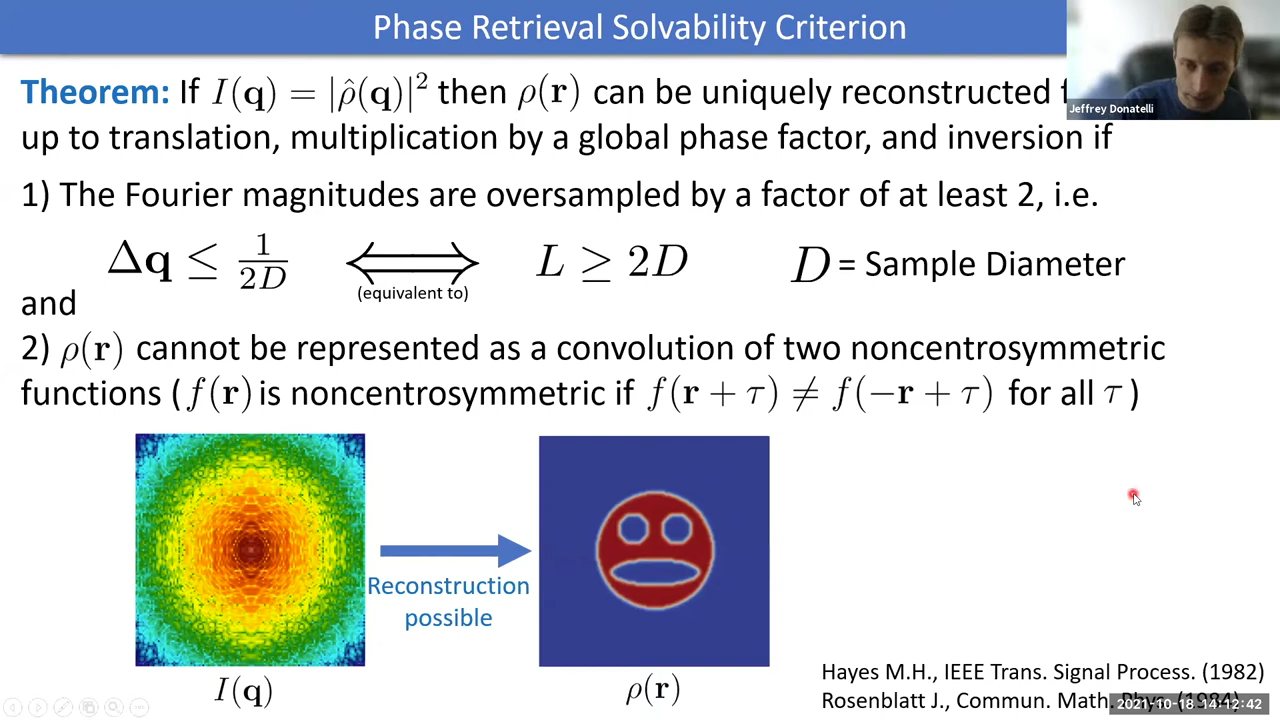 Phase Retrieval Solvability Criterion
Jeffrey Donatelli
Theorem: If I(q) = |ρ̂(q)|² then ρ(r) can be uniquely reconstructed
up to translation, multiplication by a global phase factor, and inversion if
1) The Fourier magnitudes are oversampled by a factor of at least 2, i.e.
Δq ≤ 1/2D ⟺ L ≥ 2D D = Sample Diameter
(equivalent to)
and
2) ρ(r) cannot be represented as a convolution of two noncentrosymmetric
functions ( f(r) is noncentrosymmetric if f(r + τ) ≠ f(−r + τ) for all τ )
Reconstruction
possible
I(q)
ρ(r)
Hayes M.H., IEEE Trans. Signal Process. (1982)
Rosenblatt J., Commun. Math. Phys. (1984)
2021-10-18 14:12:42